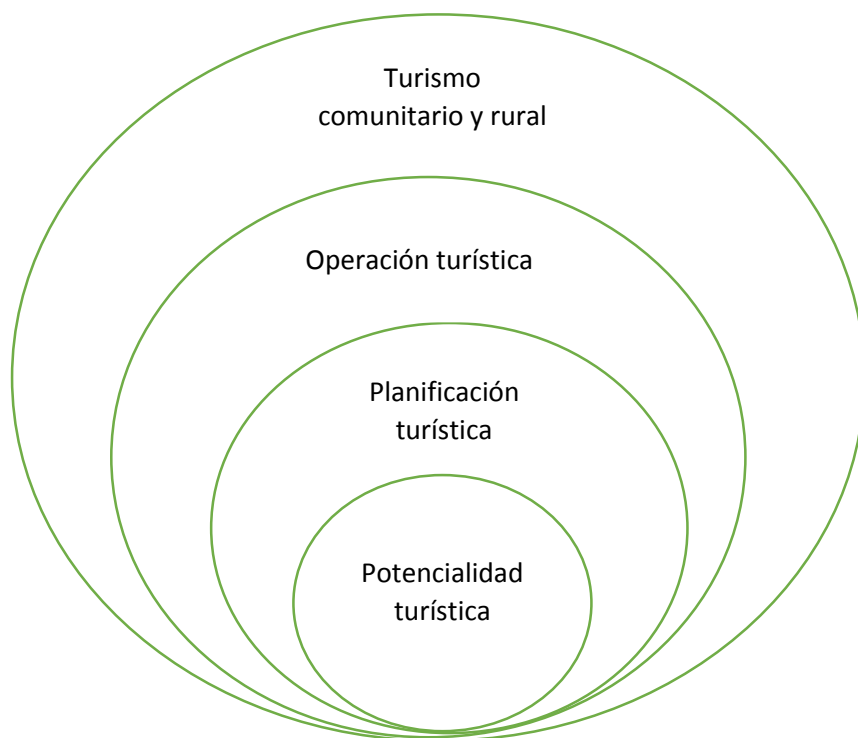 Turismo
comunitario y rural
Operación turística
Planificación
turística
Potencialidad
turística